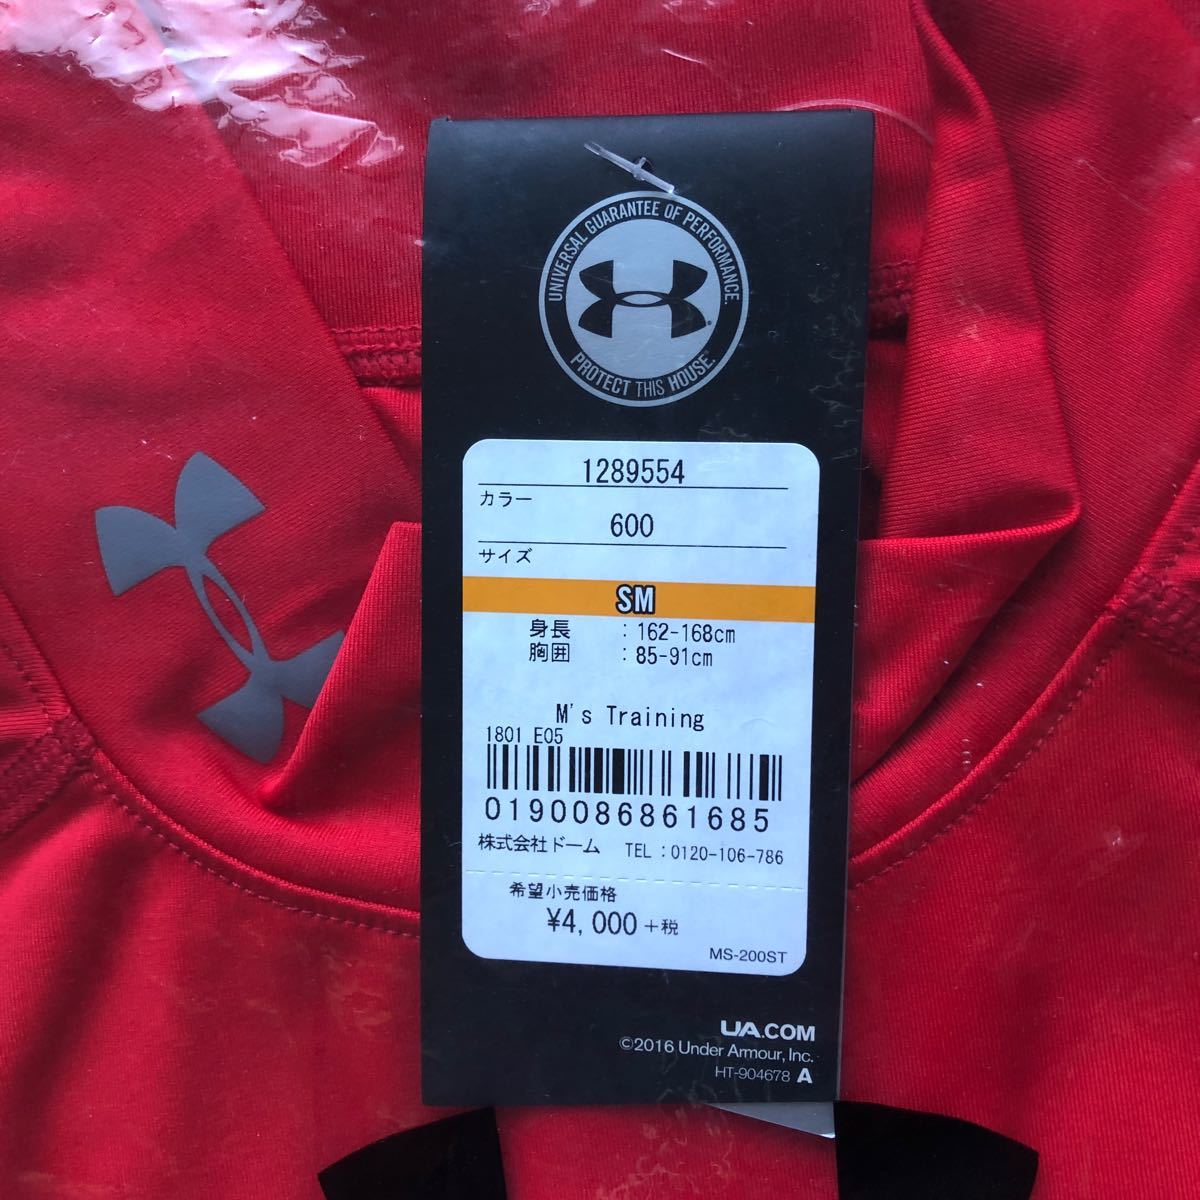 UNIVERSAL GUARANTEE OF PERFORMANCE.
PROTECT THIS HOUSE.
1289554
カラー
600
サイズ
SM
身長 : 162-168cm
胸囲 : 85-91cm
M's Training
1801 E05
0190086861685
株式会社ドーム TEL : 0120-106-786
希望小売価格
¥4,000 +税
MS-200ST
UA.COM
©2016 Under Armour, Inc.
HT-904678 A